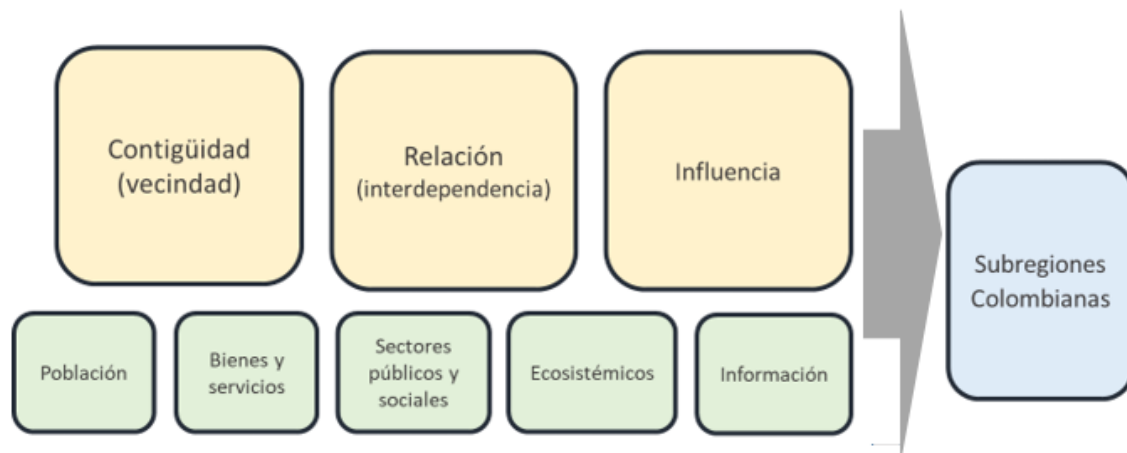 Contigüidad
(vecindad)
Relación
(interdependencia)
Influencia
Subregiones
Colombianas
Población
Bienes y
servicios
Sectores
públicos y
sociales
Ecosistémicos
Información